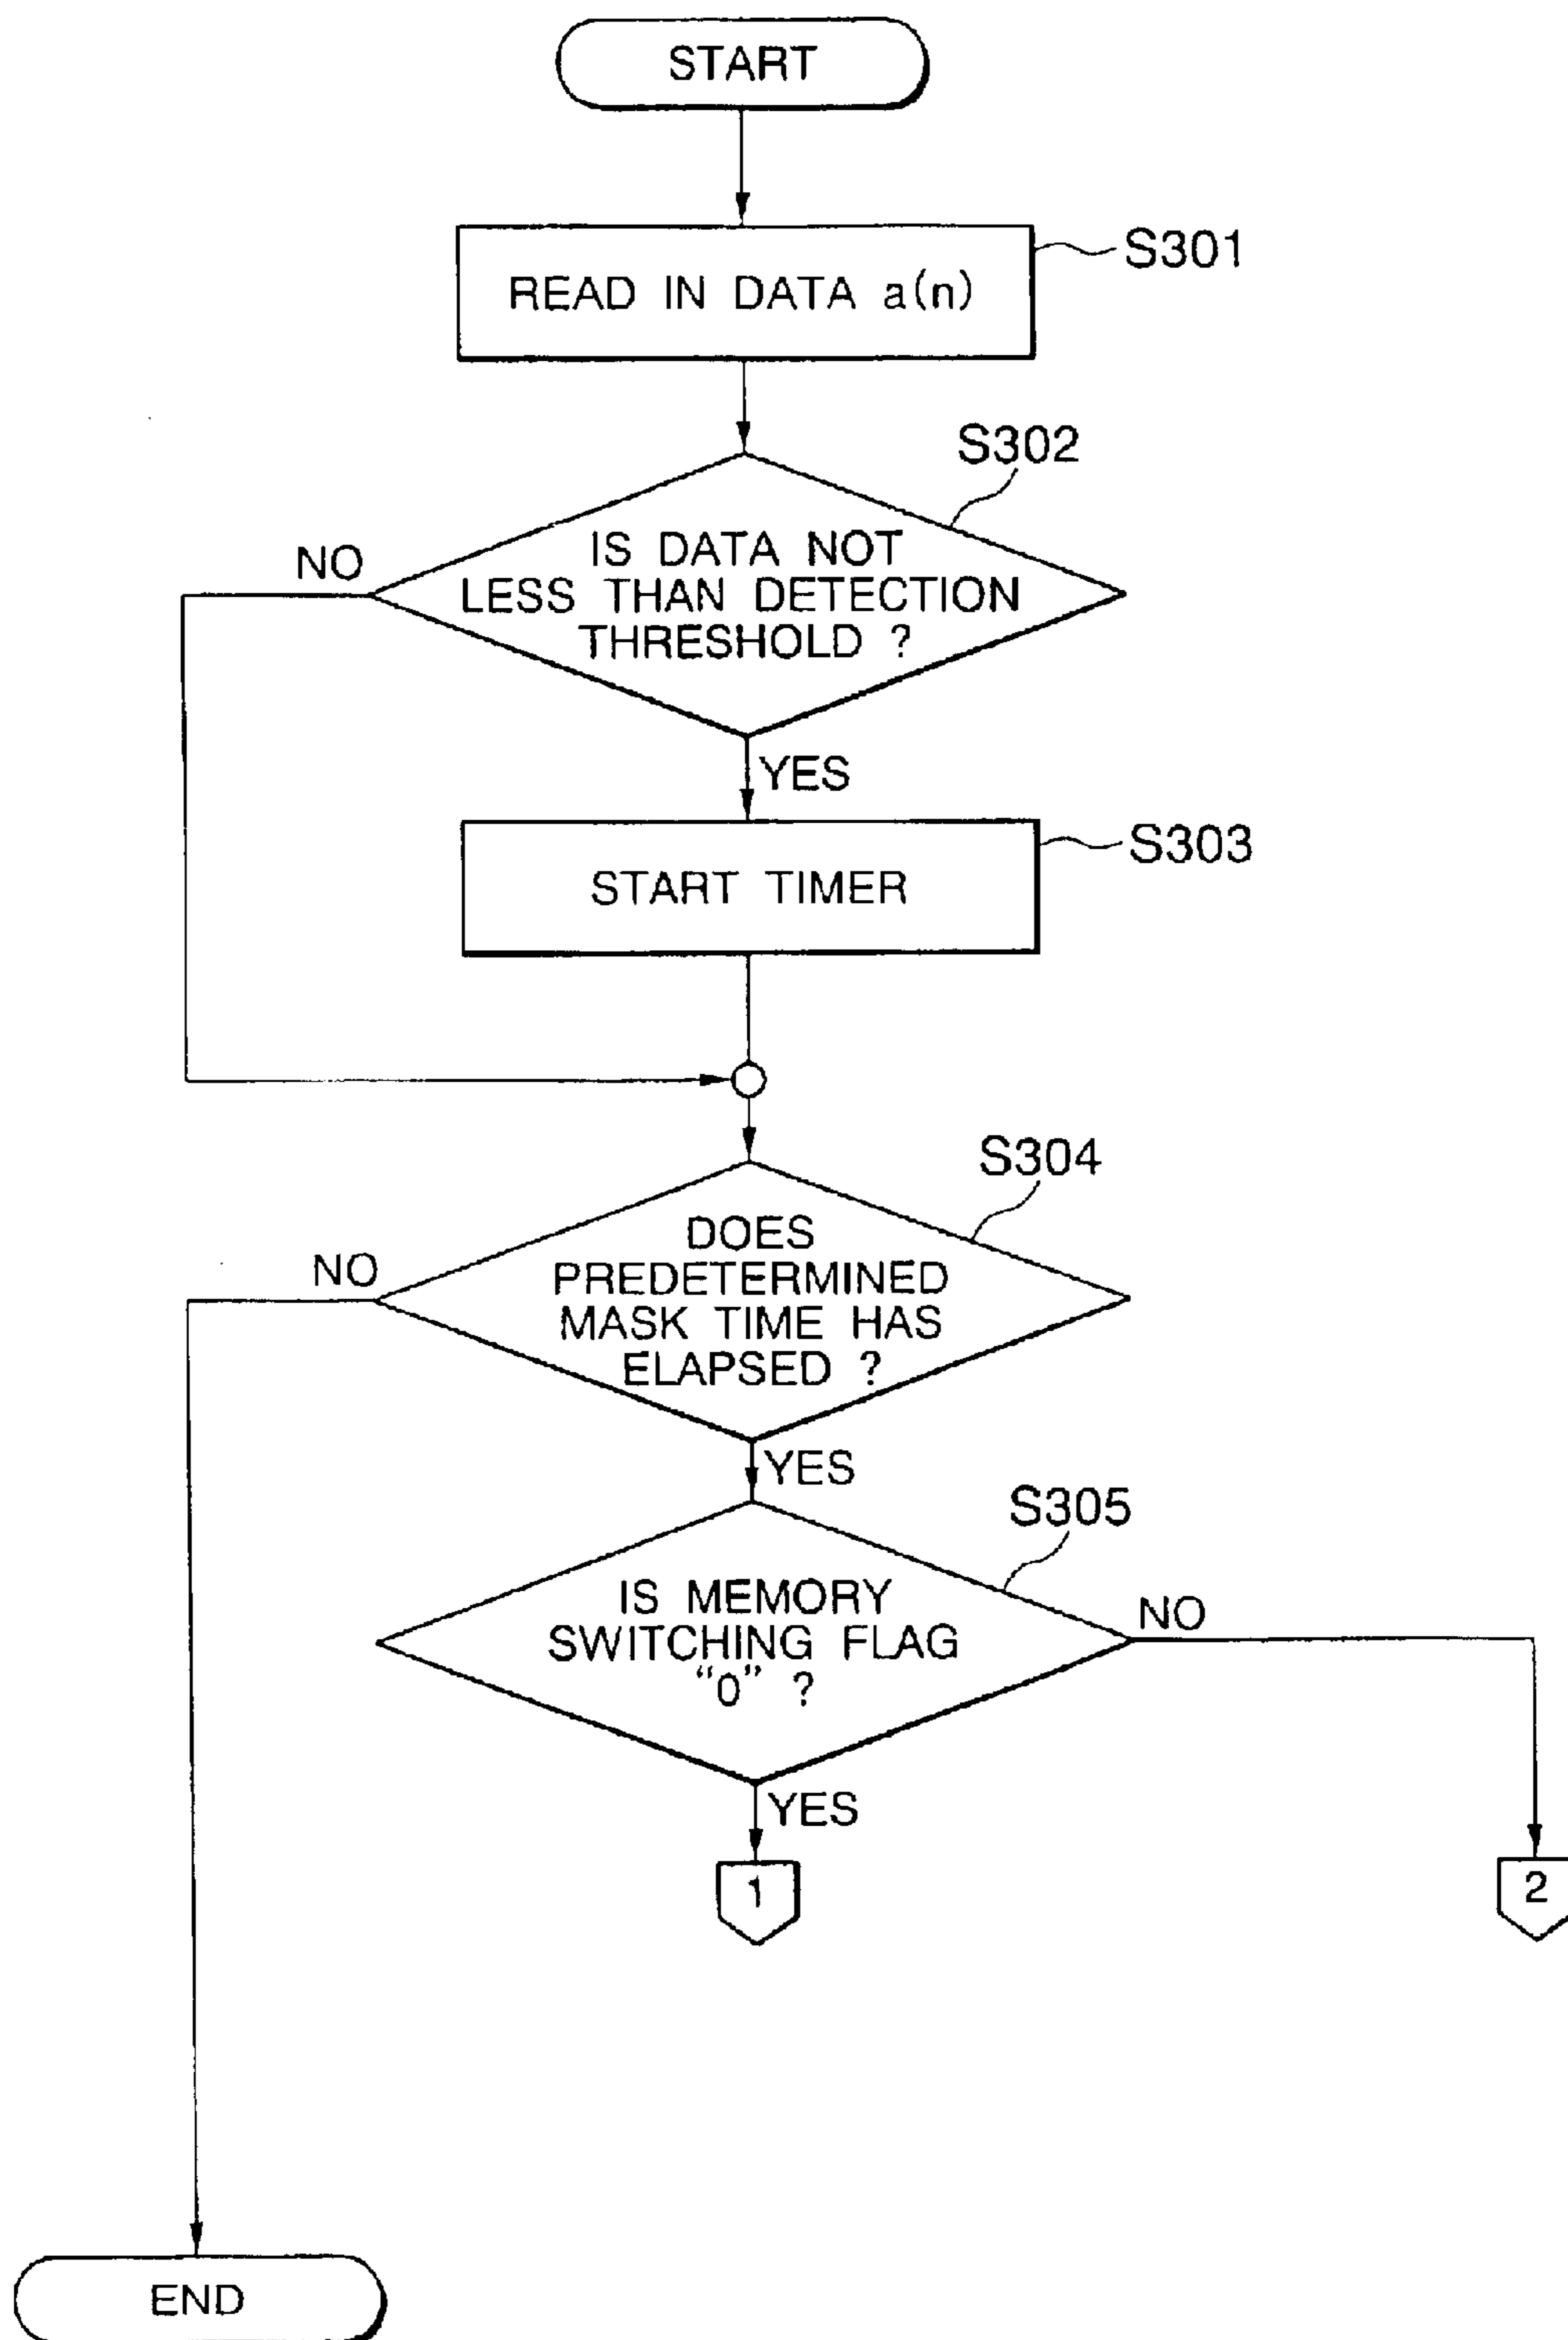 START
READ IN DATA a(n)
S301
S302
IS DATA NOT
LESS THAN DETECTION
THRESHOLD ?
NO
YES
START TIMER
S303
S304
DOES
PREDETERMINED
MASK TIME HAS
ELAPSED ?
NO
YES
S305
IS MEMORY
SWITCHING FLAG
“0” ?
NO
YES
1
2
END